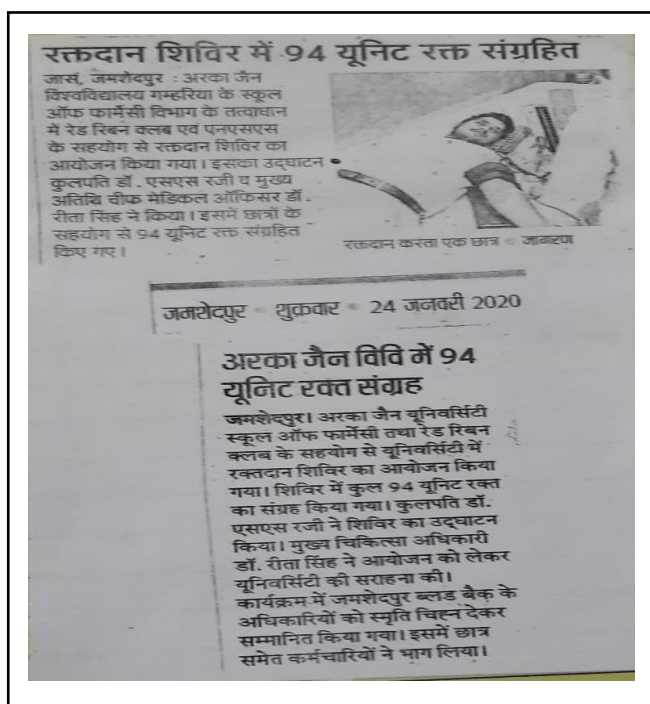 रक्तदान शिविर में 94 यूनिट रक्त संग्रहित
जासं, जमशेदपुर : अरका जैन
विश्वविद्यालय गम्हरिया के स्कूल
ऑफ फार्मेसी विभाग के तत्वाधान
में रेड रिबन क्लब एवं एनएसएस
के सहयोग से रक्तदान शिविर का
आयोजन किया गया। इसका उद्घाटन
कुलपति डॉ. एसएस रजी व मुख्य
अतिथि चीफ मेडिकल ऑफिसर डॉ.
रीता सिंह ने किया। इसमें छात्रों के
सहयोग से 94 यूनिट रक्त संग्रहित
किए गए।
रक्तदान करता एक छात्र ॰ जागरण
जमशेदपुर ॰ शुक्रवार ॰ 24 जनवरी 2020
अरका जैन विवि में 94
यूनिट रक्त संग्रह
जमशेदपुर। अरका जैन यूनिवर्सिटी
स्कूल ऑफ फार्मेसी तथा रेड रिबन
क्लब के सहयोग से यूनिवर्सिटी में
रक्तदान शिविर का आयोजन किया
गया। शिविर में कुल 94 यूनिट रक्त
का संग्रह किया गया। कुलपति डॉ.
एसएस रजी ने शिविर का उद्घाटन
किया। मुख्य चिकित्सा अधिकारी
डॉ. रीता सिंह ने आयोजन को लेकर
यूनिवर्सिटी की सराहना की।
कार्यक्रम में जमशेदपुर ब्लड बैंक के
अधिकारियों को स्मृति चिह्न देकर
सम्मानित किया गया। इसमें छात्र
समेत कर्मचारियों ने भाग लिया।